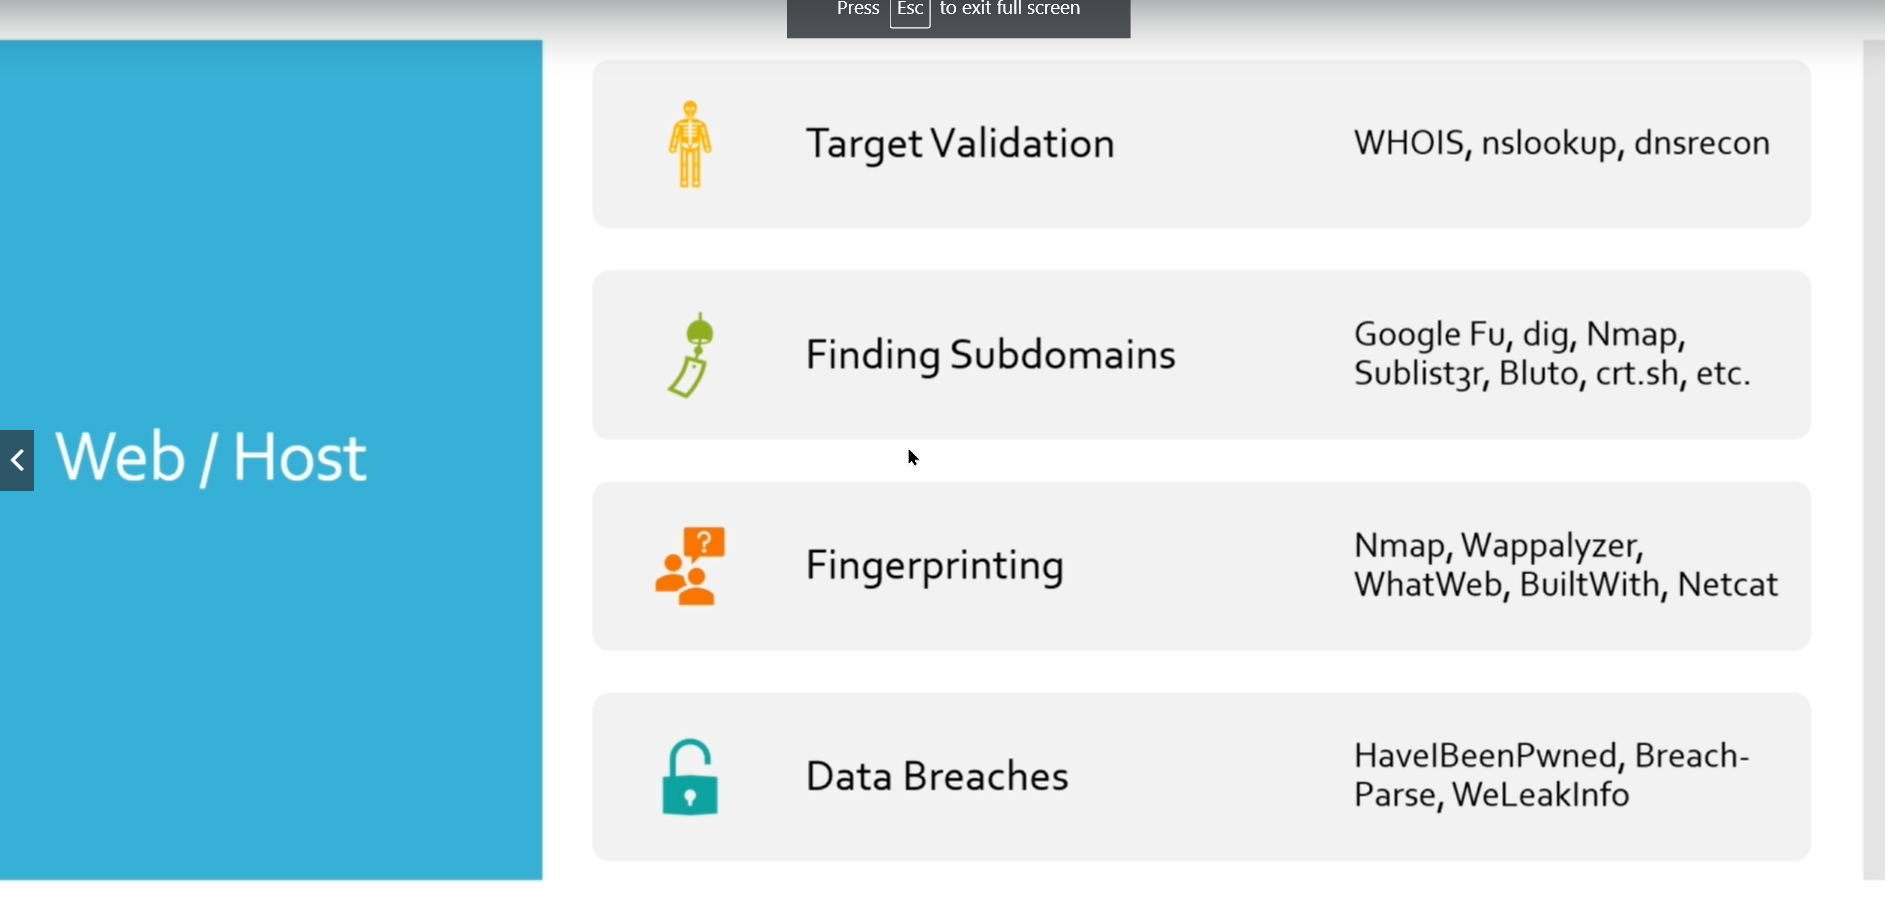 Press Esc to exit full screen
Web / Host
Target Validation
WHOIS, nslookup, dnsrecon
Finding Subdomains
Google Fu, dig, Nmap,
Sublist3r, Bluto, crt.sh, etc.
?
Fingerprinting
Nmap, Wappalyzer,
WhatWeb, BuiltWith, Netcat
Data Breaches
HaveIBeenPwned, Breach-
Parse, WeLeakInfo